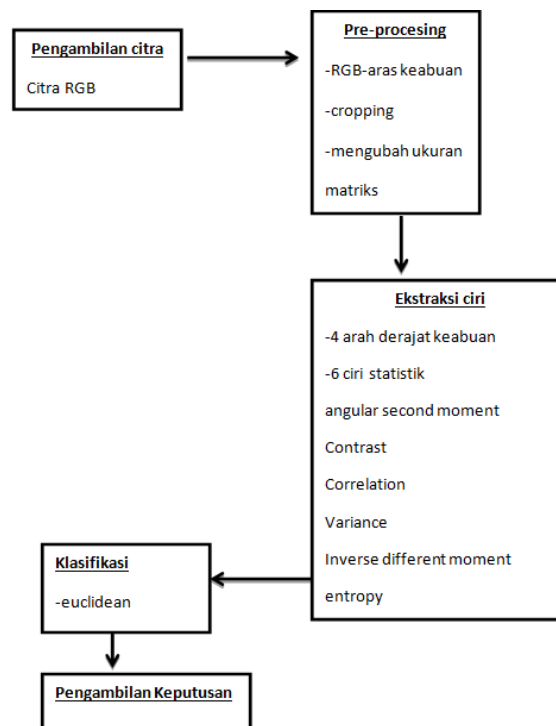 Pengambilan citra
Citra RGB
Pre-procesing
-RGB-aras keabuan
-cropping
-mengubah ukuran
matriks
Ekstraksi ciri
-4 arah derajat keabuan
-6 ciri statistik
angular second moment
Contrast
Correlation
Variance
Inverse different moment
entropy
Klasifikasi
-euclidean
Pengambilan Keputusan